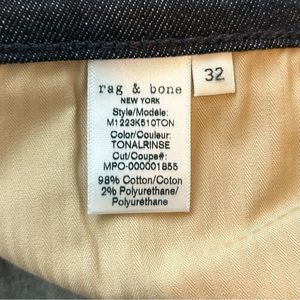 rag & bone
32
NEW YORK
Style/Modèle:
M1223K510TON
Color/Couleur:
TONALRINSE
Cut/Coupe#:
MPO-000001855
98% Cotton/Coton
2% Polyurethane/
Polyuréthane